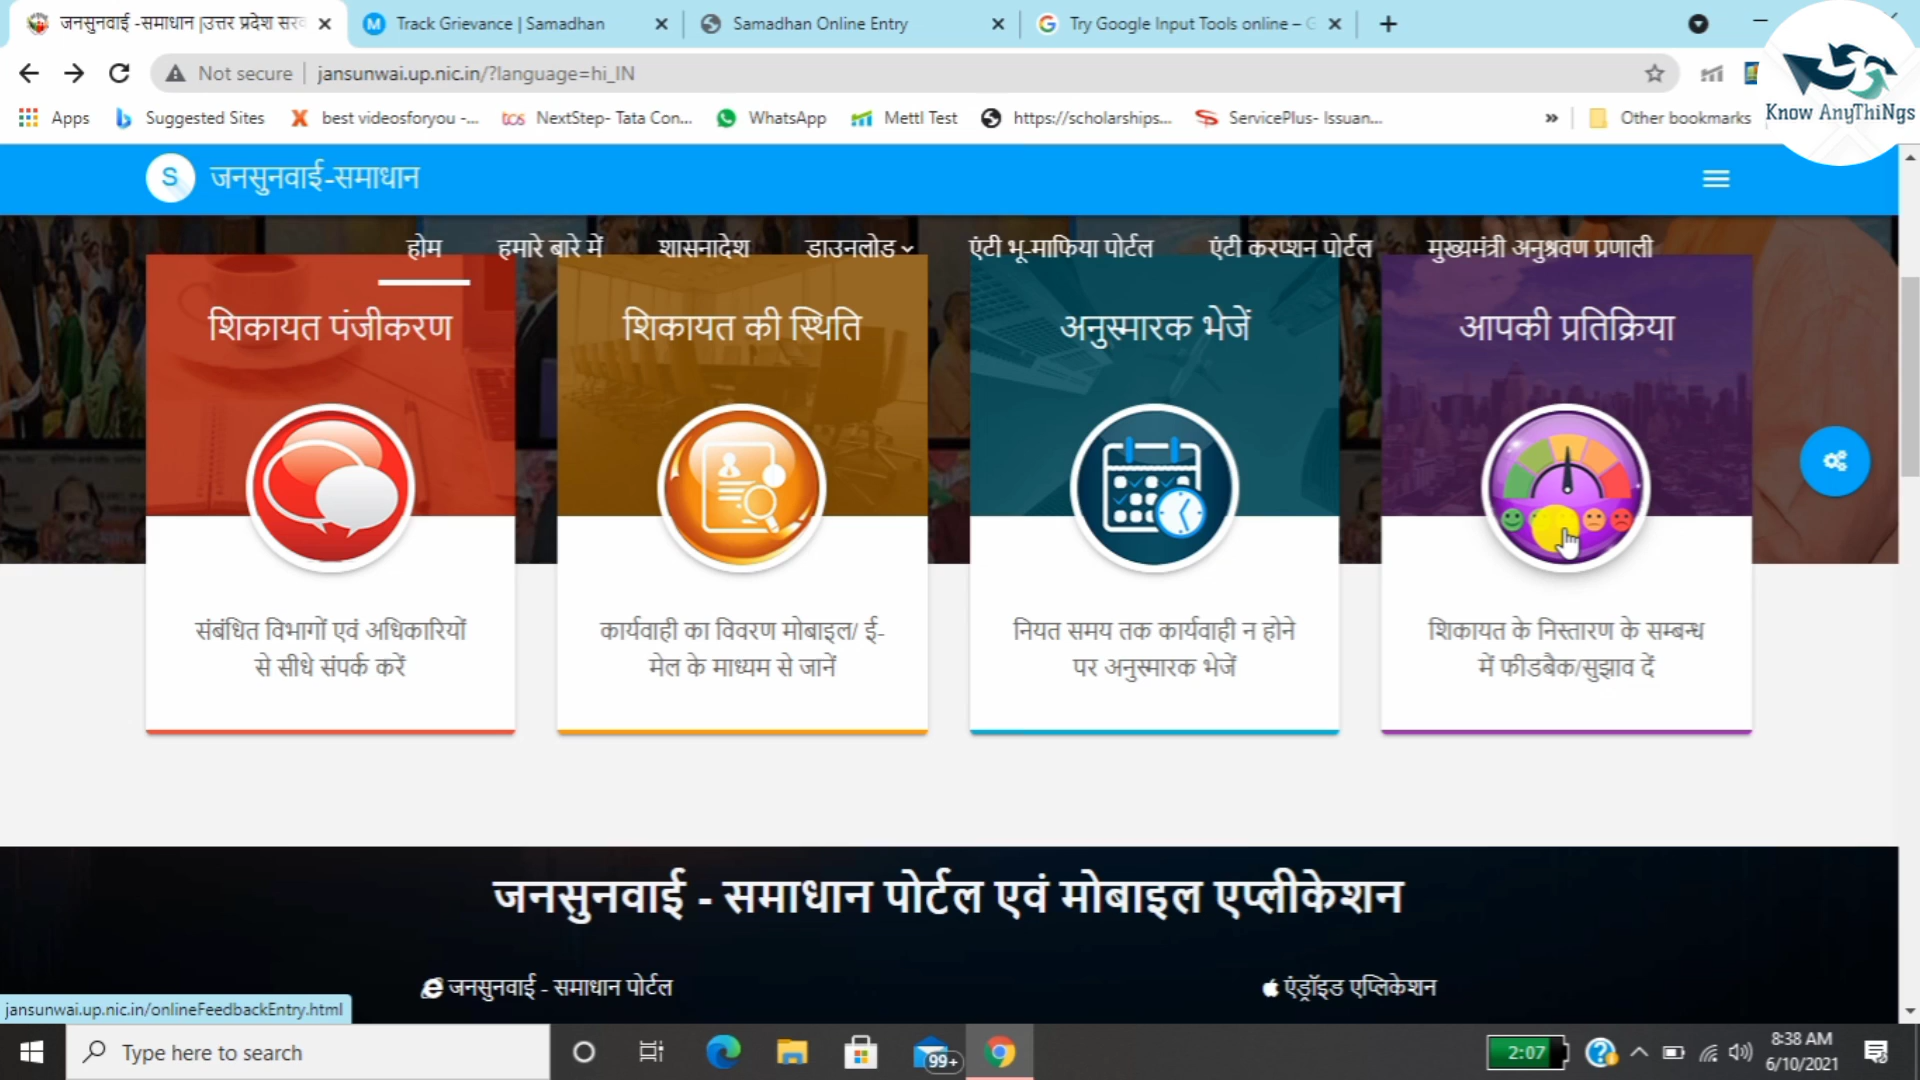 जनसुनवाई -समाधान |उत्तर प्रदेश सरव
Track Grievance | Samadhan
Samadhan Online Entry
Try Google Input Tools online – G
Not secure | jansunwai.up.nic.in/?language=hi_IN
Apps
Suggested Sites
best videosforyou -...
tcs NextStep- Tata Con...
WhatsApp
Mettl Test
https://scholarships...
ServicePlus- Issuan...
»
Other bookmarks
Know AnyThiNgs
S जनसुनवाई-समाधान
होम
हमारे बारे में
शासनादेश
डाउनलोड
एंटी भू-माफिया पोर्टल
एंटी करप्शन पोर्टल
मुख्यमंत्री अनुश्रवण प्रणाली
शिकायत पंजीकरण
शिकायत की स्थिति
अनुस्मारक भेजें
आपकी प्रतिक्रिया
संबंधित विभागों एवं अधिकारियों
से सीधे संपर्क करें
कार्यवाही का विवरण मोबाइल/ ई-
मेल के माध्यम से जानें
नियत समय तक कार्यवाही न होने
पर अनुस्मारक भेजें
शिकायत के निस्तारण के सम्बन्ध
में फीडबैक/सुझाव दें
जनसुनवाई - समाधान पोर्टल एवं मोबाइल एप्लीकेशन
जनसुनवाई - समाधान पोर्टल
एंड्रॉइड एप्लिकेशन
jansunwai.up.nic.in/onlineFeedbackEntry.html
Type here to search
99+
2:07
8:38 AM
6/10/2021